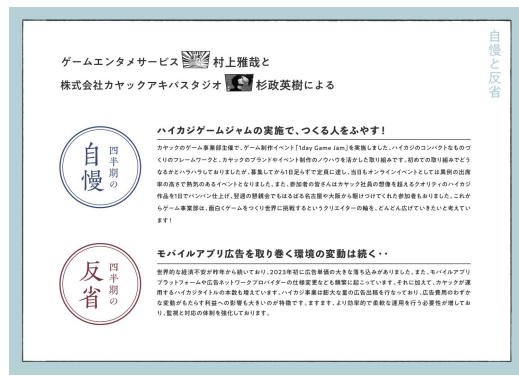 自慢と反省
ゲームエンタメサービス 村上雅哉と
株式会社カヤックアキバスタジオ 杉政英樹による
四半期の
自慢
ハイカジゲームジャムの実施で、つくる人をふやす！
カヤックのゲーム事業部主催で、ゲーム制作イベント「1day Game Jam」を実施しました。ハイカジのコンパクトなものづ
くりのフレームワークと、カヤックのブランドやイベント制作のノウハウを活かした取り組みです。初めての取り組みでどう
なるかとハラハラしておりましたが、募集してから1日足らずで定員に達し、当日もオンラインイベントとしては異例の出席
率の高さで熱気のあるイベントとなりました。また、参加者の皆さんはカヤック社員の想像を超えるクオリティのハイカジ
作品を1日でバンバン仕上げ、翌週の懇親会でもはるばる名古屋や大阪から駆けつけてくれた参加者もおりました。これか
らゲーム事業部は、面白くゲームをつくり世界に挑戦するというクリエイターの輪を、どんどん広げていきたいと考えてい
ます！
四半期の
反省
モバイルアプリ広告を取り巻く環境の変動は続く・・
世界的な経済不安が昨年から続いており、2023年初に広告単価の大きな落ち込みがありました。また、モバイルアプリ
プラットフォームや広告ネットワークプロバイダーの仕様変更なども頻繁に起こっています。それに加えて、カヤックが運
用するハイカジタイトルの本数も増えています。ハイカジ事業は膨大な量の広告出稿を行なっており、広告費用のわずか
な変動がもたらす利益への影響も大きいのが特徴です。ますます、より効率的で柔軟な運用を行う必要性が増してお
り、監視と対応の体制を強化しております。